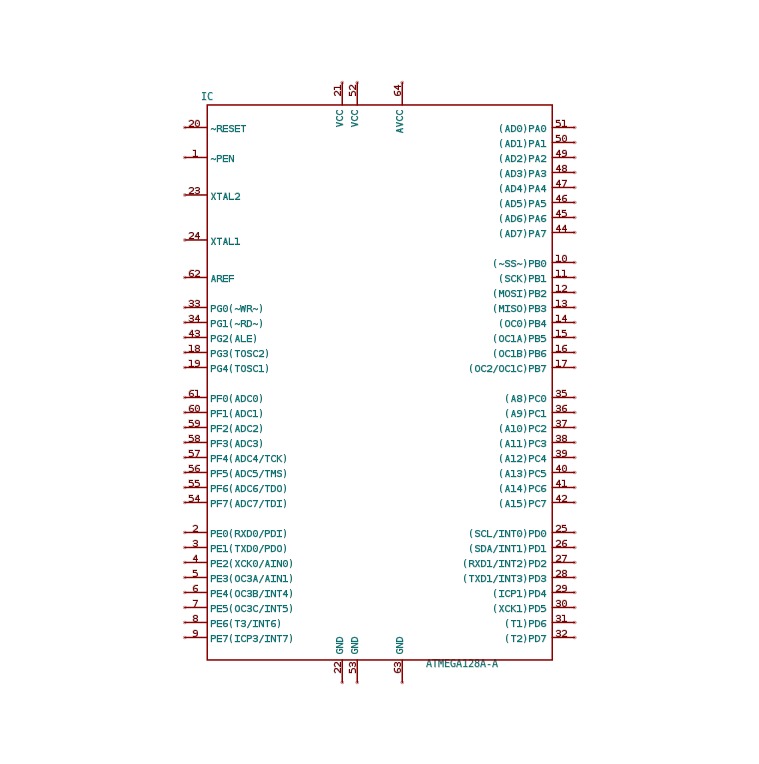 IC
21 52 64
VCC VCC AVCC
20 ~RESET (AD0)PA0 51
(AD1)PA1 50
1 ~PEN (AD2)PA2 49
(AD3)PA3 48
(AD4)PA4 47
23 XTAL2 (AD5)PA5 46
(AD6)PA6 45
(AD7)PA7 44
24 XTAL1
(~SS~)PB0 10
62 AREF (SCK)PB1 11
(MOSI)PB2 12
33 PG0(~WR~) (MISO)PB3 13
34 PG1(~RD~) (OC0)PB4 14
43 PG2(ALE) (OC1A)PB5 15
18 PG3(TOSC2) (OC1B)PB6 16
19 PG4(TOSC1) (OC2/OC1C)PB7 17
61 PF0(ADC0) (A8)PC0 35
60 PF1(ADC1) (A9)PC1 36
59 PF2(ADC2) (A10)PC2 37
58 PF3(ADC3) (A11)PC3 38
57 PF4(ADC4/TCK) (A12)PC4 39
56 PF5(ADC5/TMS) (A13)PC5 40
55 PF6(ADC6/TDO) (A14)PC6 41
54 PF7(ADC7/TDI) (A15)PC7 42
2 PE0(RXD0/PDI) (SCL/INT0)PD0 25
3 PE1(TXD0/PDO) (SDA/INT1)PD1 26
4 PE2(XCK0/AIN0) (RXD1/INT2)PD2 27
5 PE3(OC3A/AIN1) (TXD1/INT3)PD3 28
6 PE4(OC3B/INT4) (ICP1)PD4 29
7 PE5(OC3C/INT5) (XCK1)PD5 30
8 PE6(T3/INT6) (T1)PD6 31
9 PE7(ICP3/INT7) (T2)PD7 32
GND GND GND
22 53 63
ATMEGA128A-A